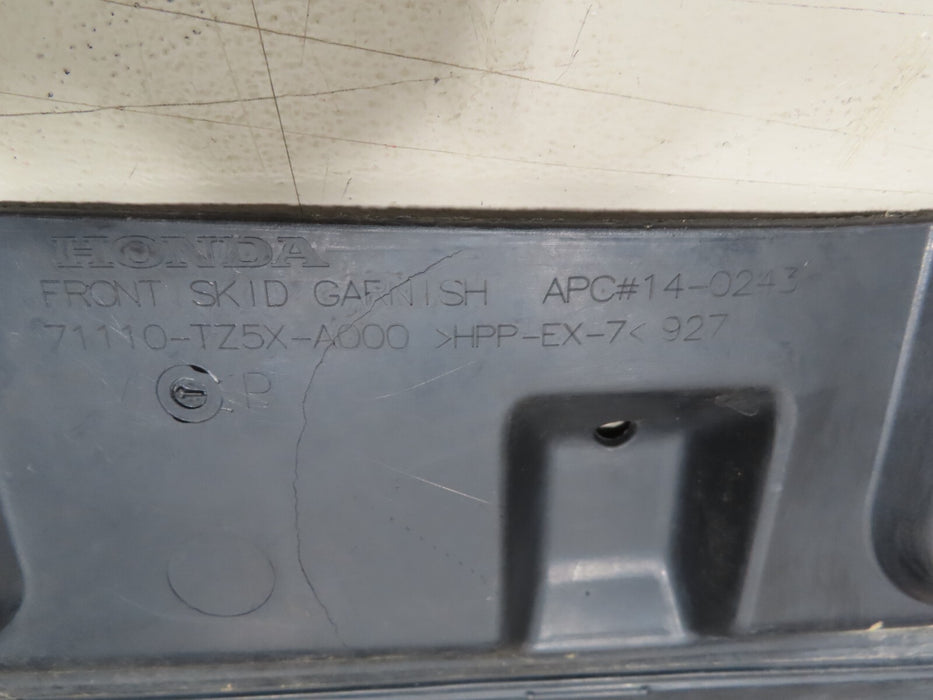 HONDA
FRONT SKID GARNISH APC#14-0243
71110-TZ5X-A000 >HPP-EX-7< 927